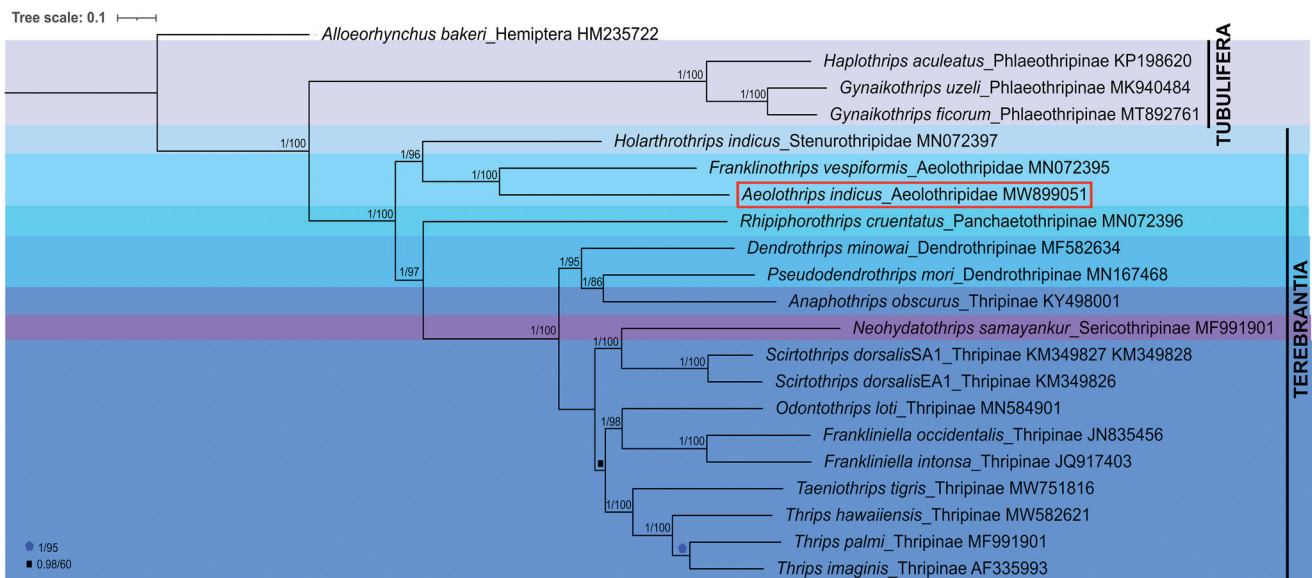 Tree scale: 0.1
Alloeorhynchus bakeri_Hemiptera HM235722
Haplothrips aculeatus_Phlaeothripinae KP198620
1/100
Gynaikothrips uzeli_Phlaeothripinae MK940484
1/100
Gynaikothrips ficorum_Phlaeothripinae MT892761
TUBULIFERA
1/100
Holarthrothrips indicus_Stenurothripidae MN072397
1/96
Franklinothrips vespiformis_Aeolothripidae MN072395
1/100
Aeolothrips indicus_Aeolothripidae MW899051
1/100
Rhipiphorothrips cruentatus_Panchaetothripinae MN072396
Dendrothrips minowai_Dendrothripinae MF582634
1/95
1/97
Pseudodendrothrips mori_Dendrothripinae MN167468
1/86
Anaphothrips obscurus_Thripinae KY498001
1/100
Neohydatothrips samayankur_Sericothripinae MF991901
1/100
Scirtothrips dorsalisSA1_Thripinae KM349827 KM349828
1/100
Scirtothrips dorsalisEA1_Thripinae KM349826
Odontothrips loti_Thripinae MN584901
1/98
Frankliniella occidentalis_Thripinae JN835456
1/100
Frankliniella intonsa_Thripinae JQ917403
Taeniothrips tigris_Thripinae MW751816
1/100
Thrips hawaiiensis_Thripinae MW582621
1/100
Thrips palmi_Thripinae MF991901
Thrips imaginis_Thripinae AF335993
TEREBRANTIA
1/95
0.98/60